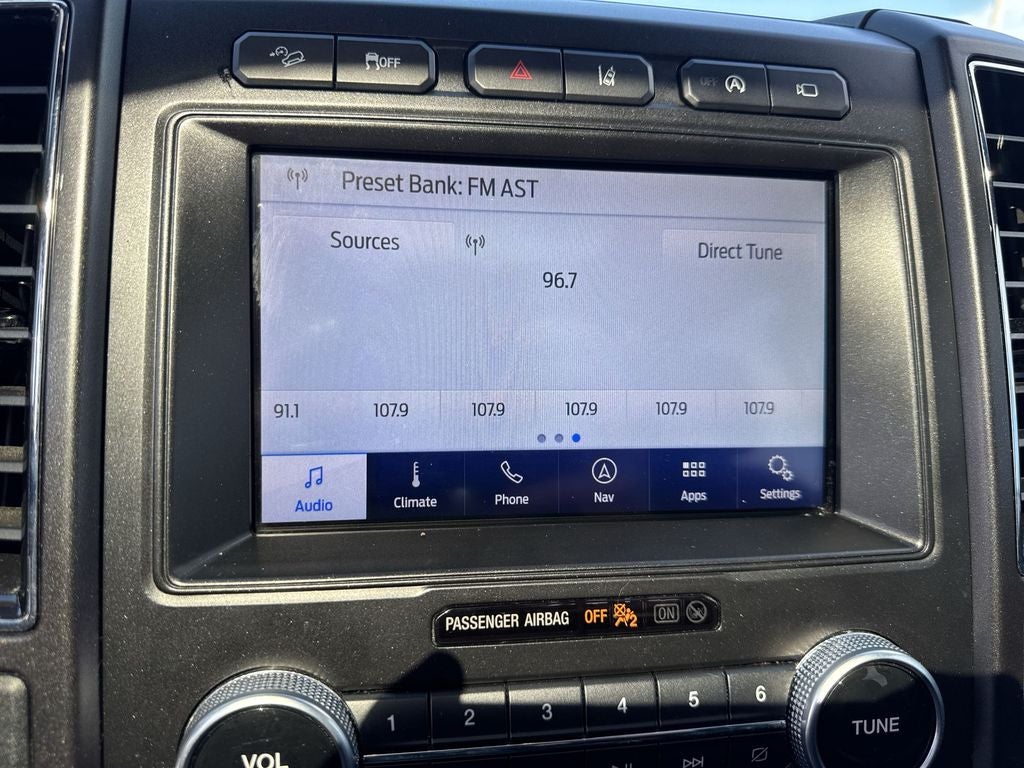 OFF
OFF
Preset Bank: FM AST
Sources
Direct Tune
96.7
91.1 107.9 107.9 107.9 107.9 107.9
Audio Climate Phone Nav Apps Settings
PASSENGER AIRBAG OFF 2 ON
1 2 3 4 5 6
VOL
TUNE